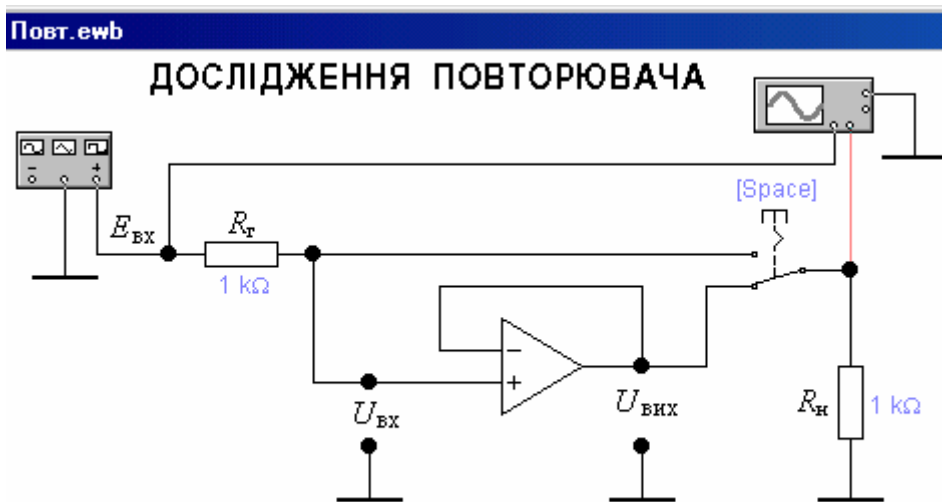 Повт.ewb
ДОСЛІДЖЕННЯ ПОВТОРЮВАЧА
[Space]
Eвх
Rг
1 kΩ
Uвх
Uвих
Rн
1 kΩ